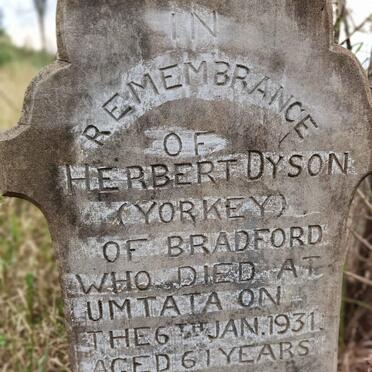 IN
REMEMBRANCE
OF
HERBERT DYSON
(YORKEY)
OF BRADFORD
WHO DIED AT
UMTATA ON
THE 6TH JAN. 1931.
AGED 61 YEARS